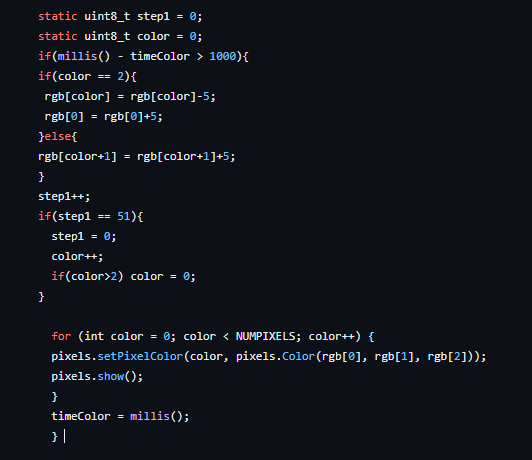 static uint8_t step1 = 0;
static uint8_t color = 0;
if(millis() - timeColor > 1000){
if(color == 2){
rgb[color] = rgb[color]-5;
rgb[0] = rgb[0]+5;
}else{
rgb[color+1] = rgb[color+1]+5;
}
step1++;
if(step1 == 51){
step1 = 0;
color++;
if(color>2) color = 0;
}
for (int color = 0; color < NUMPIXELS; color++) {
pixels.setPixelColor(color, pixels.Color(rgb[0], rgb[1], rgb[2]));
pixels.show();
}
timeColor = millis();
}